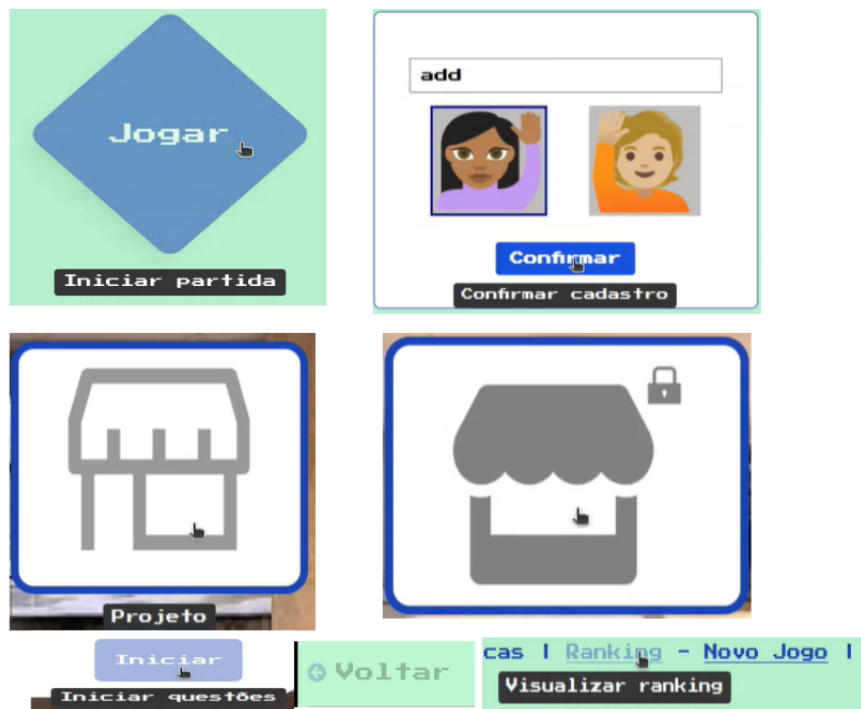 Jogar
Iniciar partida
add
Confirmar
Confirmar cadastro
Projeto
Iniciar
Iniciar questões
Voltar
cas | Ranking - Novo Jogo |
Visualizar ranking